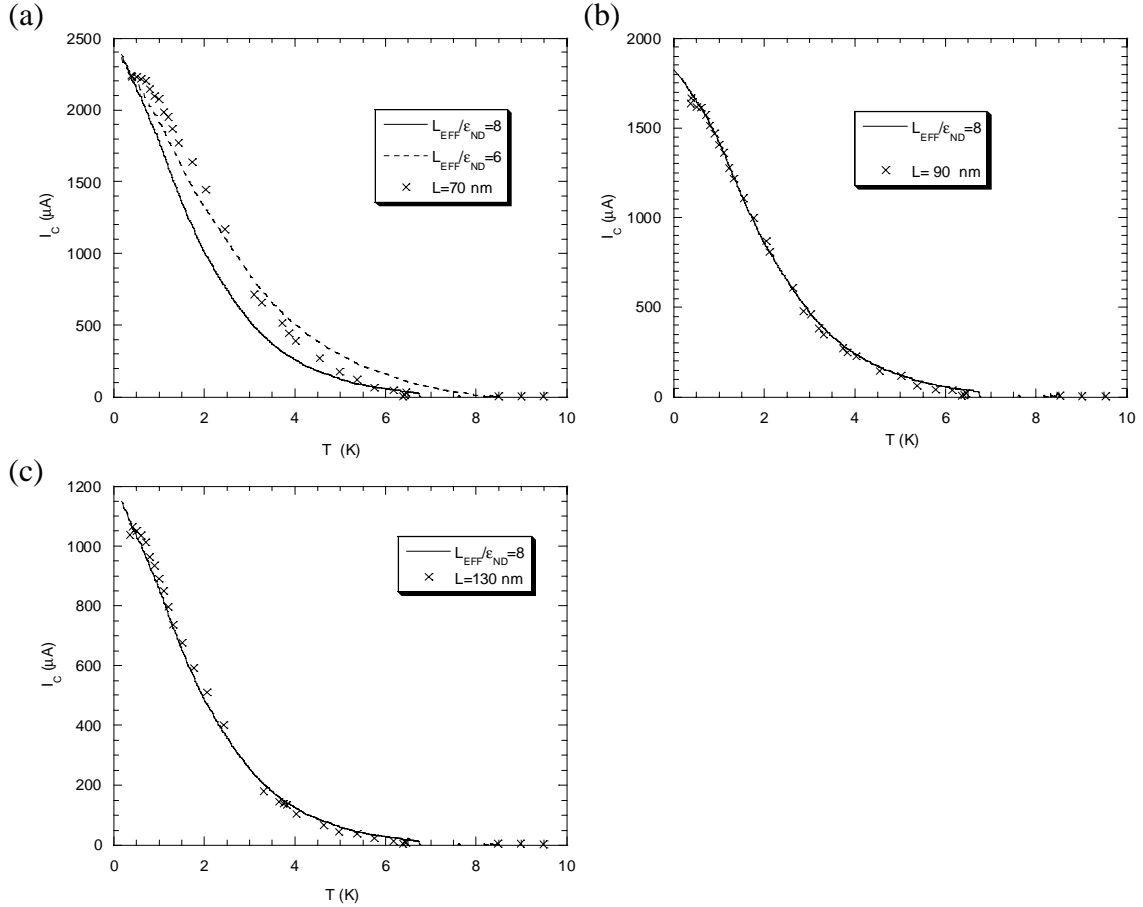 (a)
2500
2000
1500
1000
500
0
I_C (μA)
0 2 4 6 8 10
T (K)
L_EFF/ε_ND=8
L_EFF/ε_ND=6
L=70 nm
(b)
2000
1500
1000
500
0
I_C (μA)
0 2 4 6 8 10
T (K)
L_EFF/ε_ND=8
L= 90 nm
(c)
1200
1000
800
600
400
200
0
I_C (μA)
0 2 4 6 8 10
T (K)
L_EFF/ε_ND=8
L=130 nm